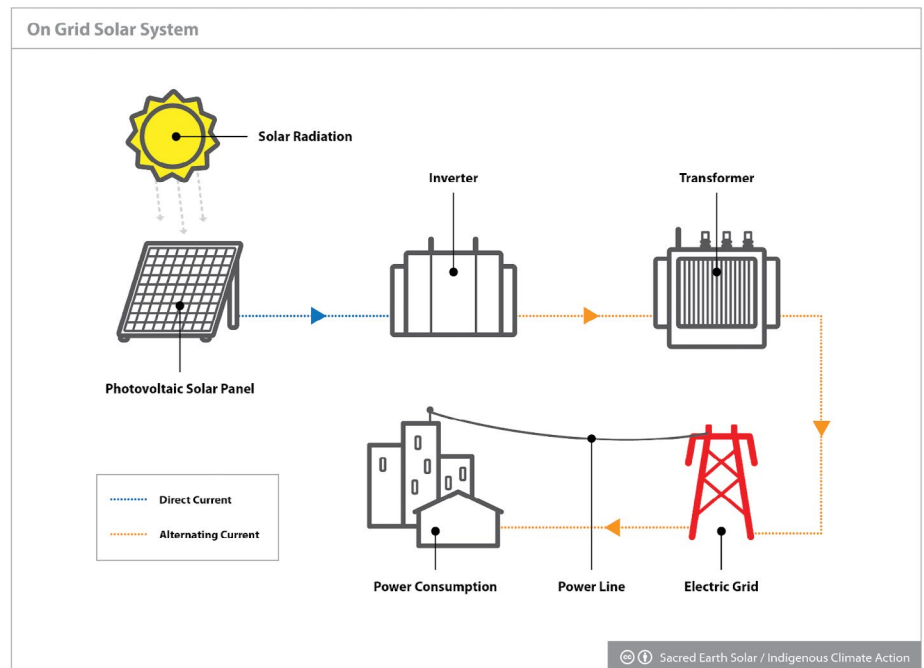 On Grid Solar System
Solar Radiation
Inverter
Transformer
Photovoltaic Solar Panel
Direct Current
Alternating Current
Power Consumption
Power Line
Electric Grid
cc Sacred Earth Solar / Indigenous Climate Action